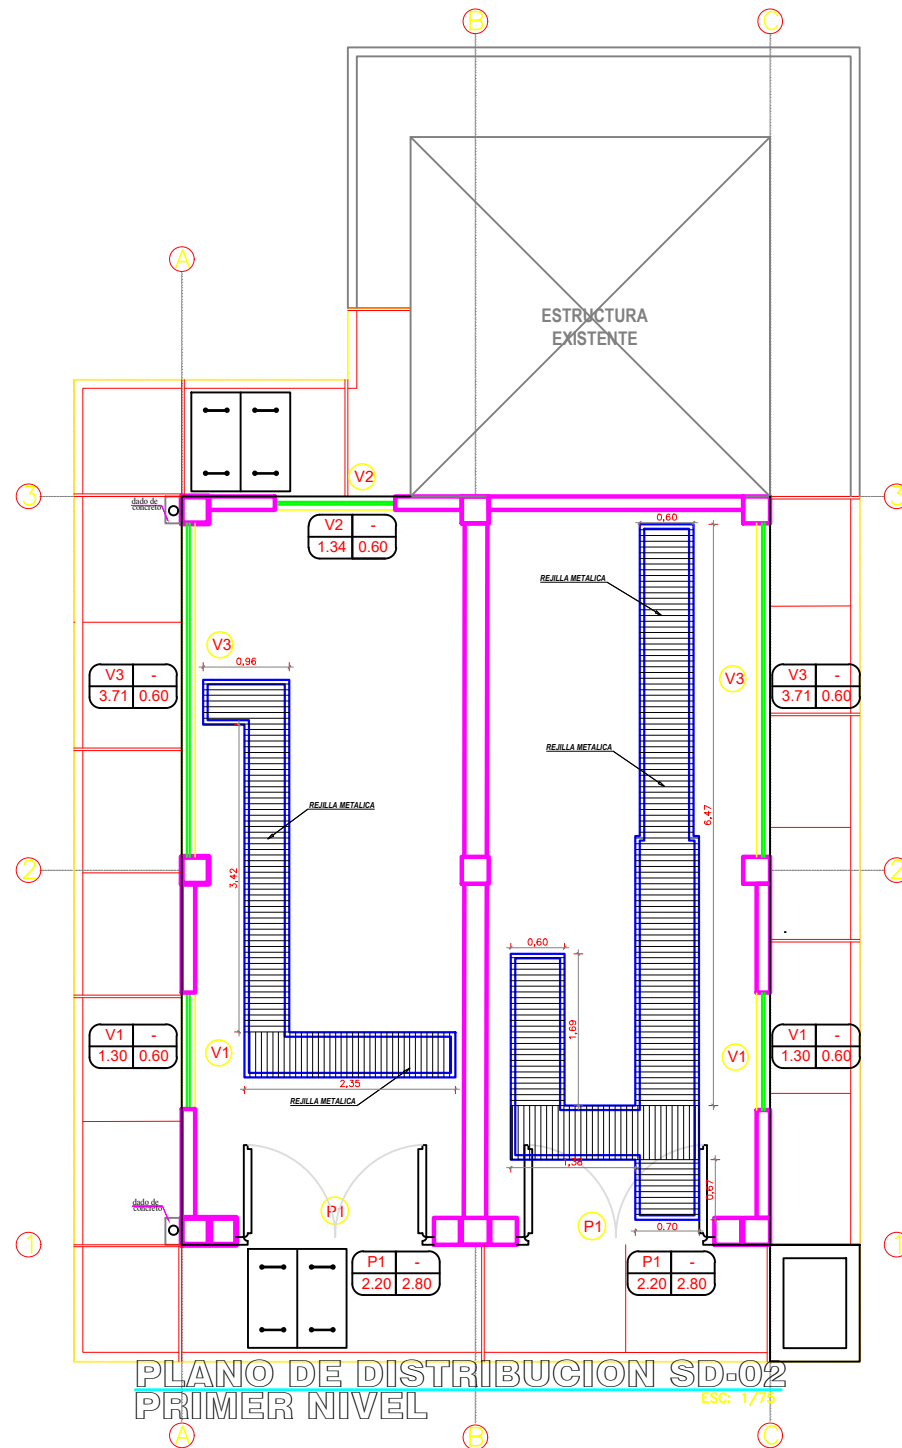 B
C
A
ESTRUCTURA
EXISTENTE
V2
3
3
dado de
concreto
V2 -
1.34 0.60
0,60
REJILLA METALICA
V3
0,96
V3
V3 -
3.71 0.60
V3 -
3.71 0.60
REJILLA METALICA
REJILLA METALICA
6,47
2
2
3,42
0,60
1,69
V1 -
1.30 0.60
V1
V1
V1 -
1.30 0.60
2,35
REJILLA METALICA
1,38
0,67
dado de
concreto
P1
P1
0.70
1
1
P1 -
2.20 2.80
P1 -
2.20 2.80
PLANO DE DISTRIBUCION SD-02
PRIMER NIVEL
ESC: 1/75
A
B
C